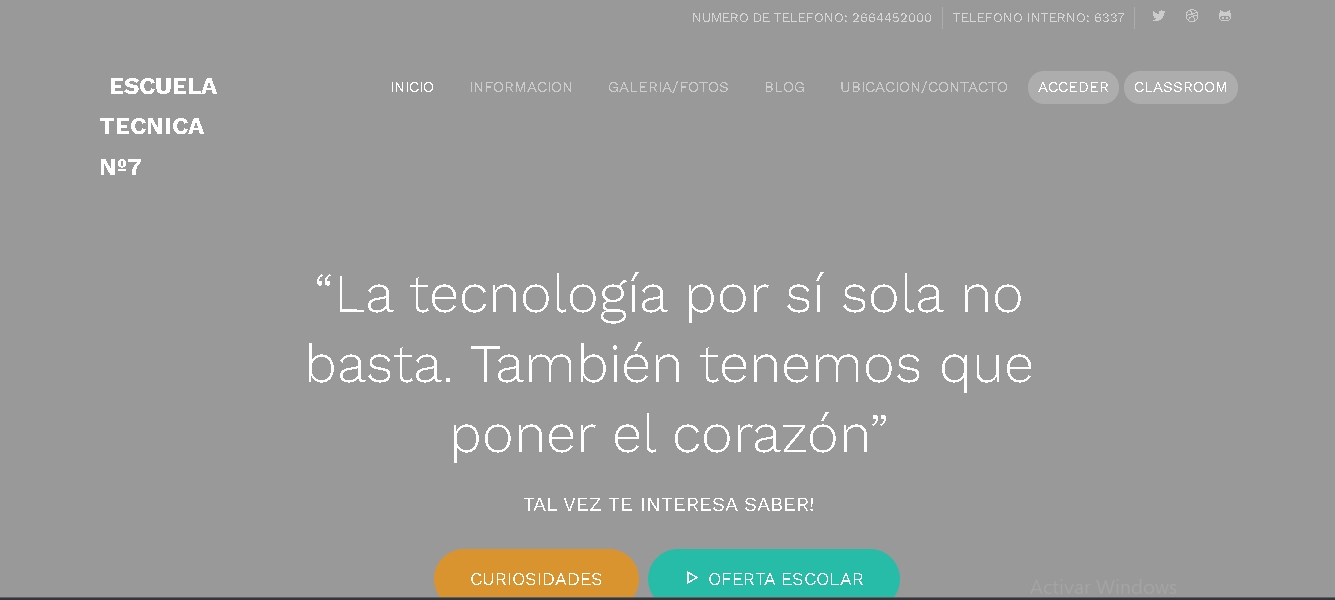 NUMERO DE TELEFONO: 2664452000 TELEFONO INTERNO: 6337
ESCUELA
TECNICA
Nº7
INICIO INFORMACION GALERIA/FOTOS BLOG UBICACION/CONTACTO ACCEDER CLASSROOM
“La tecnología por sí sola no
basta. También tenemos que
poner el corazón”
TAL VEZ TE INTERESA SABER!
CURIOSIDADES OFERTA ESCOLAR
Activar Windows